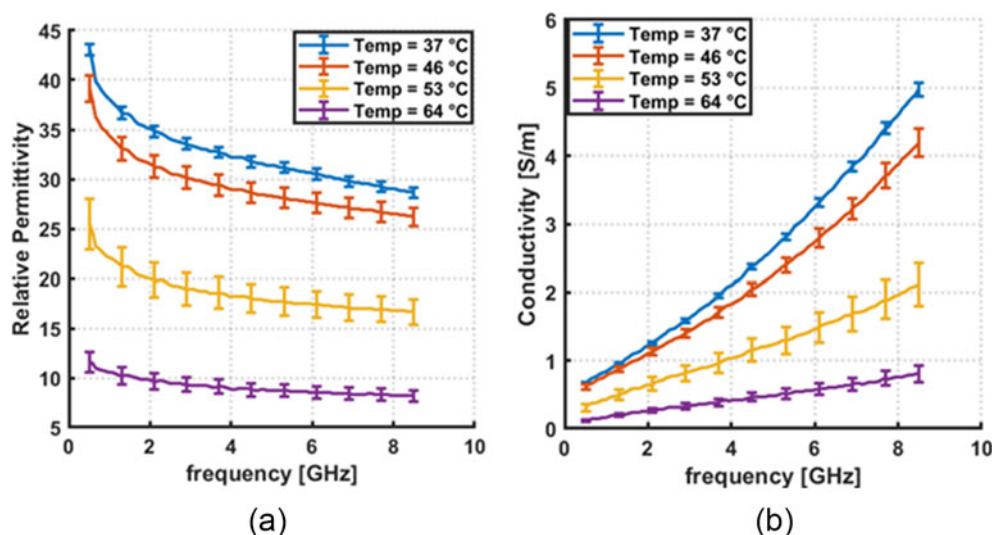 45
40
35
30
25
20
15
10
5
Relative Permittivity
Temp = 37 °C
Temp = 46 °C
Temp = 53 °C
Temp = 64 °C
0 2 4 6 8 10
frequency [GHz]
(a)
6
5
4
3
2
1
0
Conductivity [S/m]
Temp = 37 °C
Temp = 46 °C
Temp = 53 °C
Temp = 64 °C
0 2 4 6 8 10
frequency [GHz]
(b)